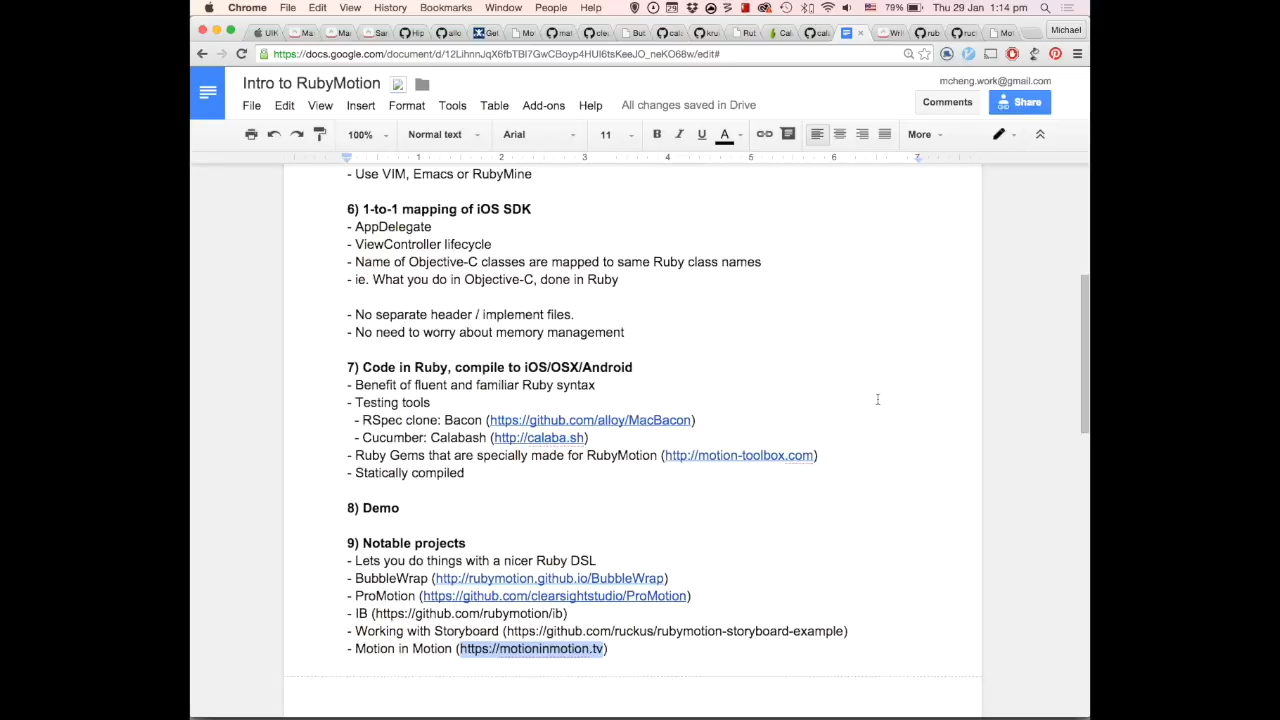 Chrome File Edit View History Bookmarks Window People Help 79% Thu 29 Jan 1:14 pm
Michael
https://docs.google.com/document/d/12LihnnJqX6fbTBI7GwCBoyp4HUI6tsKeeJO_neKO68w/edit#
Intro to RubyMotion
mcheng.work@gmail.com
File Edit View Insert Format Tools Table Add-ons Help All changes saved in Drive
Comments Share
100% Normal text Arial 11 B I U A More
1 2 3 4 5 6 7
- Use VIM, Emacs or RubyMine
6) 1-to-1 mapping of iOS SDK
- AppDelegate
- ViewController lifecycle
- Name of Objective-C classes are mapped to same Ruby class names
- ie. What you do in Objective-C, done in Ruby
- No separate header / implement files.
- No need to worry about memory management
7) Code in Ruby, compile to iOS/OSX/Android
- Benefit of fluent and familiar Ruby syntax
- Testing tools
- RSpec clone: Bacon (https://github.com/alloy/MacBacon)
- Cucumber: Calabash (http://calaba.sh)
- Ruby Gems that are specially made for RubyMotion (http://motion-toolbox.com)
- Statically compiled
8) Demo
9) Notable projects
- Lets you do things with a nicer Ruby DSL
- BubbleWrap (http://rubymotion.github.io/BubbleWrap)
- ProMotion (https://github.com/clearsightstudio/ProMotion)
- IB (https://github.com/rubymotion/ib)
- Working with Storyboard (https://github.com/ruckus/rubymotion-storyboard-example)
- Motion in Motion (https://motioninmotion.tv)